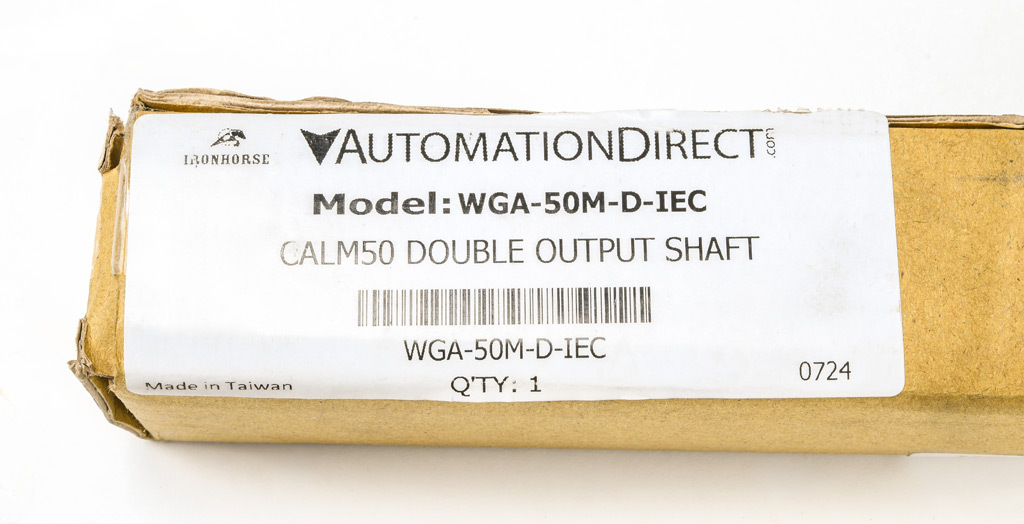 IRONHORSE
AUTOMATIONDIRECT.com
Model: WGA-50M-D-IEC
CALM50 DOUBLE OUTPUT SHAFT
WGA-50M-D-IEC
Made in Taiwan
Q'TY: 1
0724